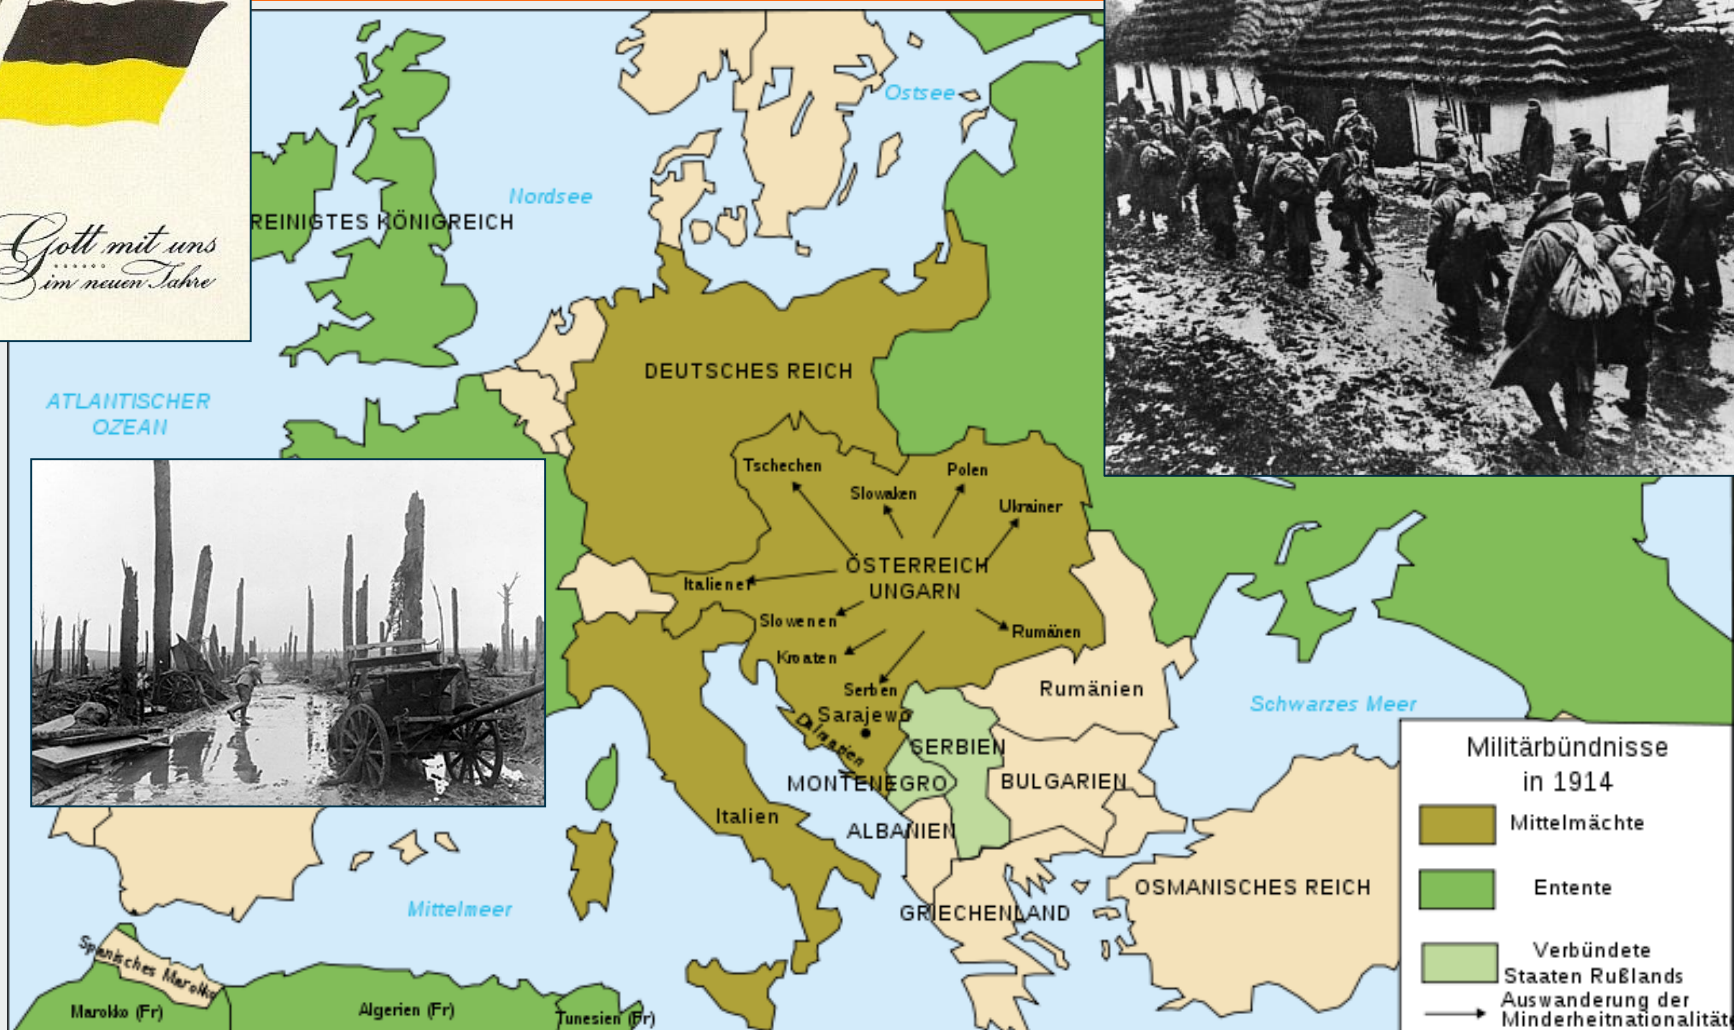 Gott mit uns
im neuen Jahre
Ostsee
Nordsee
REINIGTES KÖNIGREICH
ATLANTISCHER
OZEAN
DEUTSCHES REICH
Tschechen
Slowaken
Polen
Ukrainer
ÖSTERREICH
UNGARN
Italiener
Slowenen
Kroaten
Serben
Rumänen
Sarajewo
Dalmatien
Rumänien
SERBIEN
MONTENEGRO
BULGARIEN
ALBANIEN
Italien
GRIECHENLAND
OSMANISCHES REICH
Schwarzes Meer
Mittelmeer
Spanisches Marokko
Marokko (Fr)
Algerien (Fr)
Tunesien (Fr)
Militärbündnisse
in 1914
Mittelmächte
Entente
Verbündete
Staaten Rußlands
Auswanderung der
Minderheitnationalität